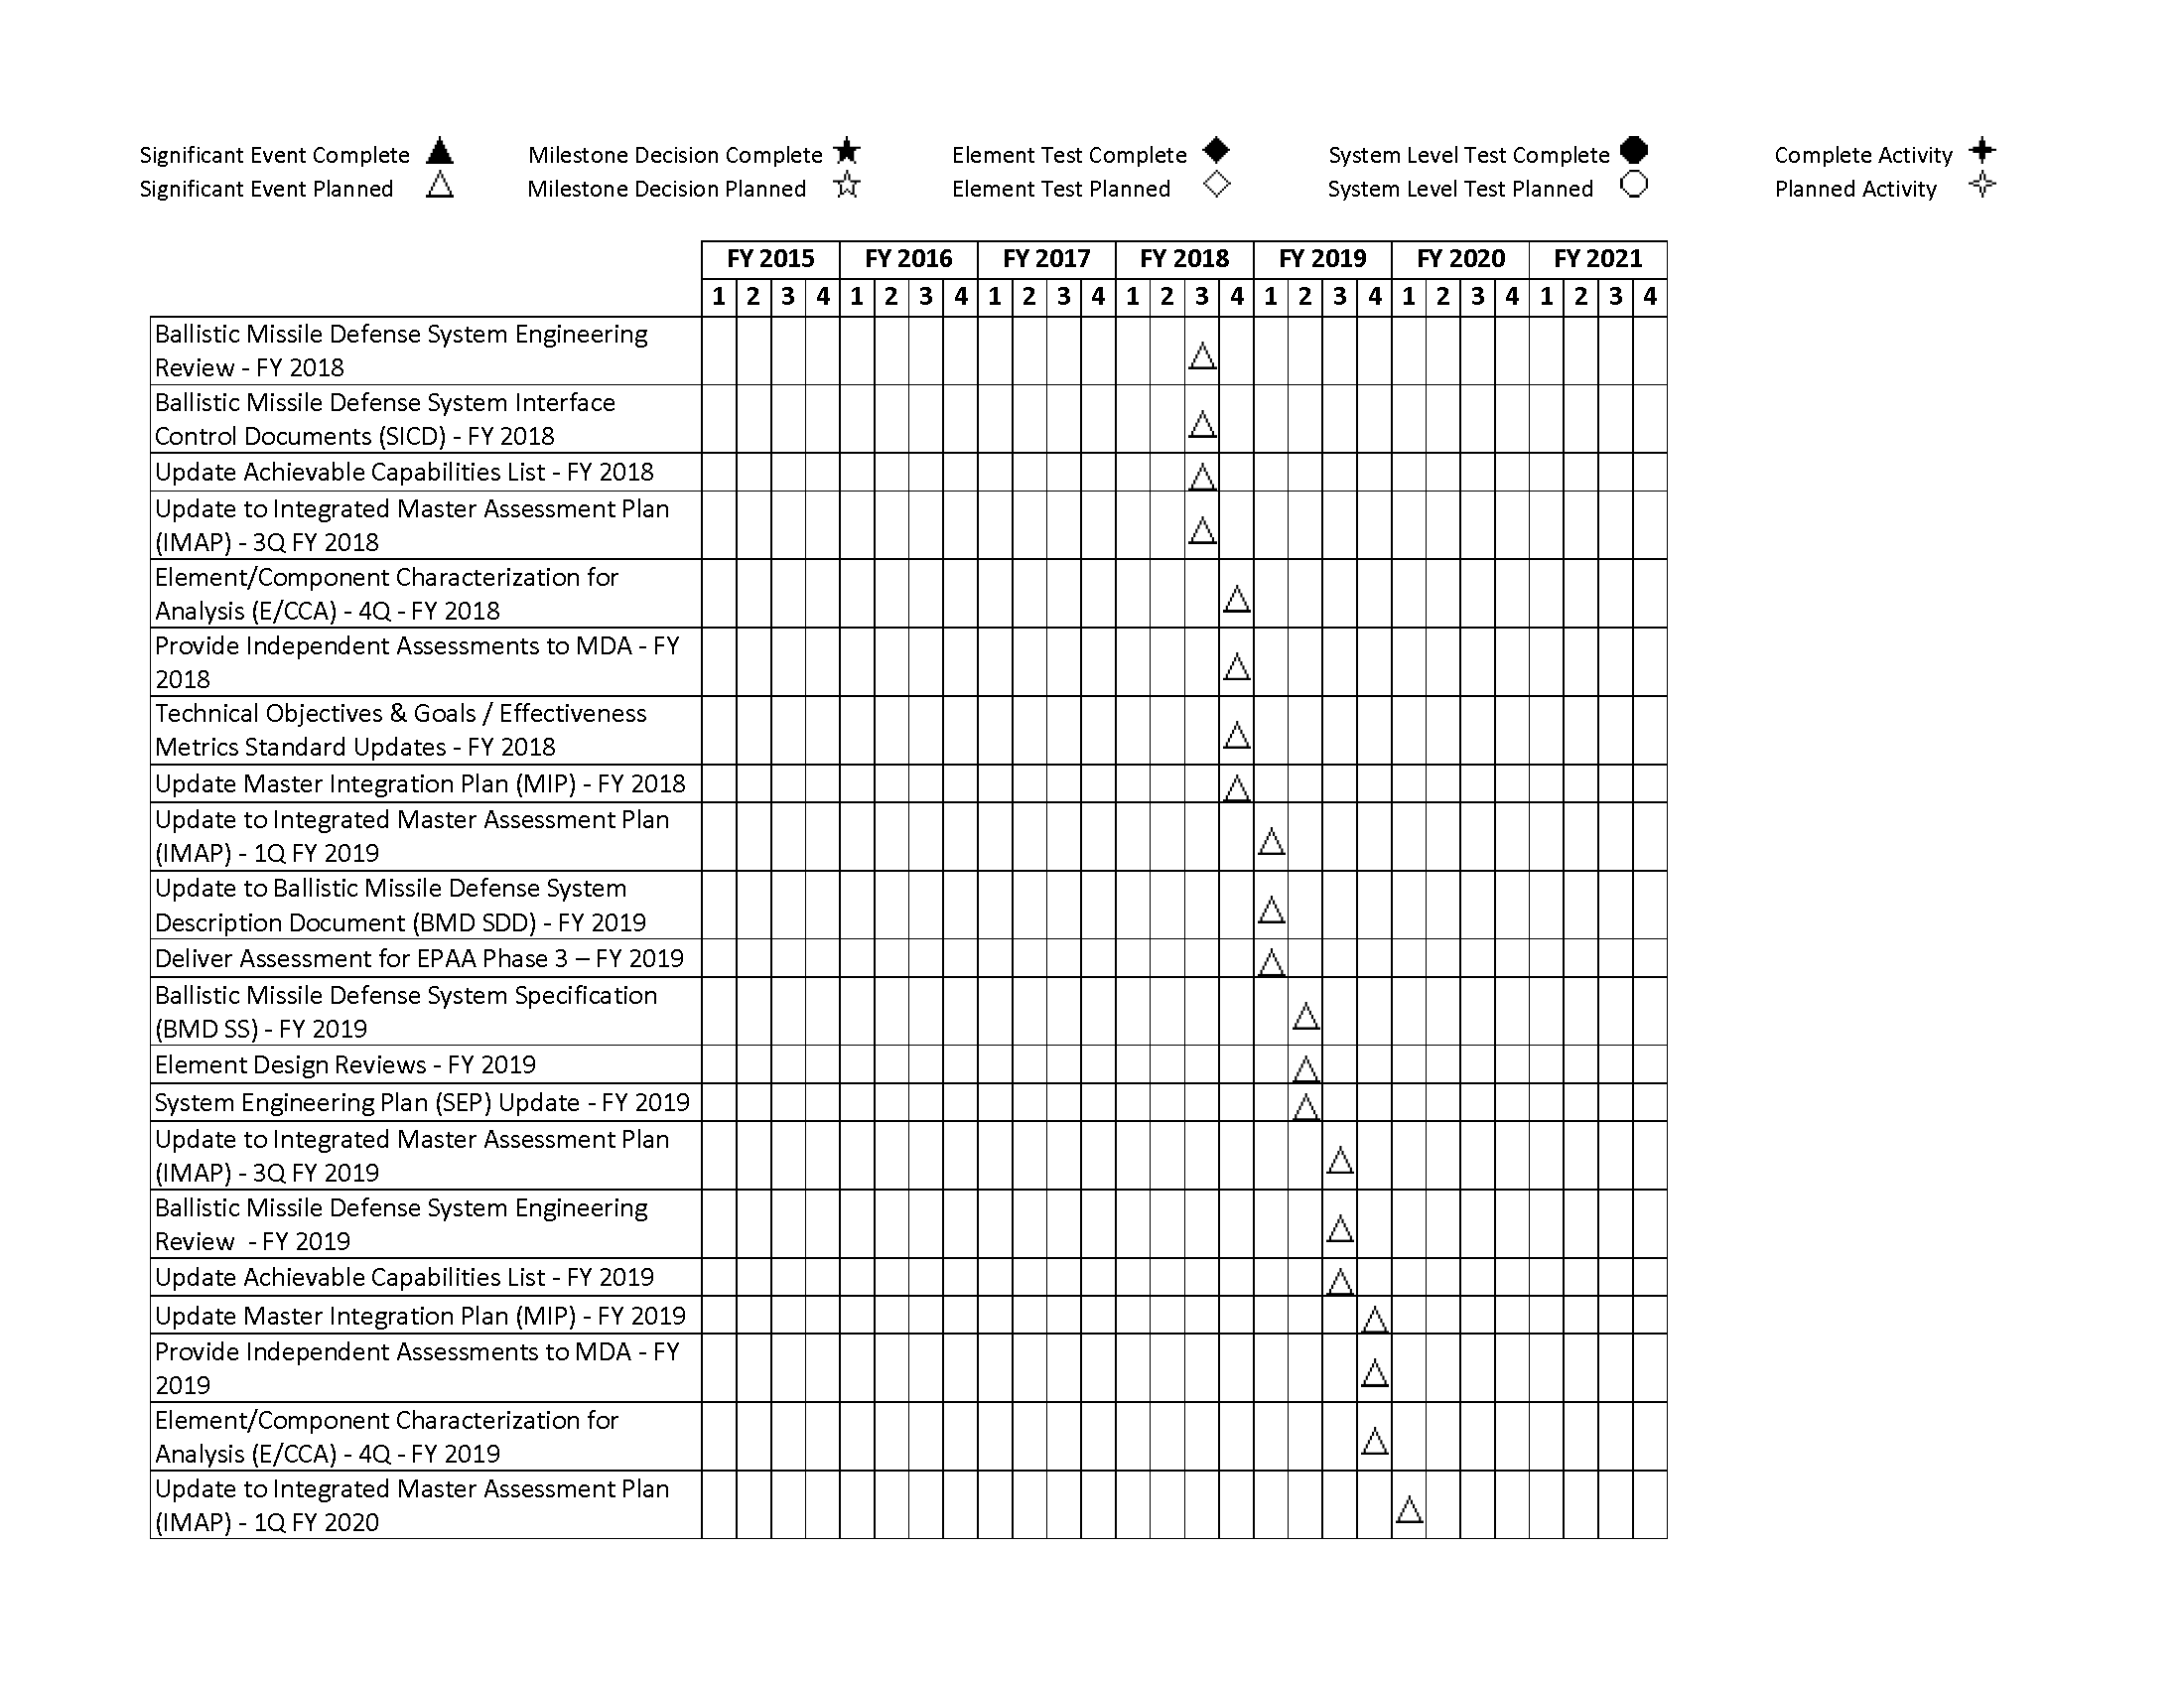 Significant Event Complete Milestone Decision Complete Element Test Complete System Level Test Complete Complete Activity
Significant Event Planned Milestone Decision Planned Element Test Planned System Level Test Planned Planned Activity
FY 2015 FY 2016 FY 2017 FY 2018 FY 2019 FY 2020 FY 2021
1 2 3 4 1 2 3 4 1 2 3 4 1 2 3 4 1 2 3 4 1 2 3 4 1 2 3 4
Ballistic Missile Defense System Engineering
Review - FY 2018
Ballistic Missile Defense System Interface
Control Documents (SICD) - FY 2018
Update Achievable Capabilities List - FY 2018
Update to Integrated Master Assessment Plan
(IMAP) - 3Q FY 2018
Element/Component Characterization for
Analysis (E/CCA) - 4Q - FY 2018
Provide Independent Assessments to MDA - FY
2018
Technical Objectives & Goals / Effectiveness
Metrics Standard Updates - FY 2018
Update Master Integration Plan (MIP) - FY 2018
Update to Integrated Master Assessment Plan
(IMAP) - 1Q FY 2019
Update to Ballistic Missile Defense System
Description Document (BMD SDD) - FY 2019
Deliver Assessment for EPAA Phase 3 – FY 2019
Ballistic Missile Defense System Specification
(BMD SS) - FY 2019
Element Design Reviews - FY 2019
System Engineering Plan (SEP) Update - FY 2019
Update to Integrated Master Assessment Plan
(IMAP) - 3Q FY 2019
Ballistic Missile Defense System Engineering
Review  - FY 2019
Update Achievable Capabilities List - FY 2019
Update Master Integration Plan (MIP) - FY 2019
Provide Independent Assessments to MDA - FY
2019
Element/Component Characterization for
Analysis (E/CCA) - 4Q - FY 2019
Update to Integrated Master Assessment Plan
(IMAP) - 1Q FY 2020